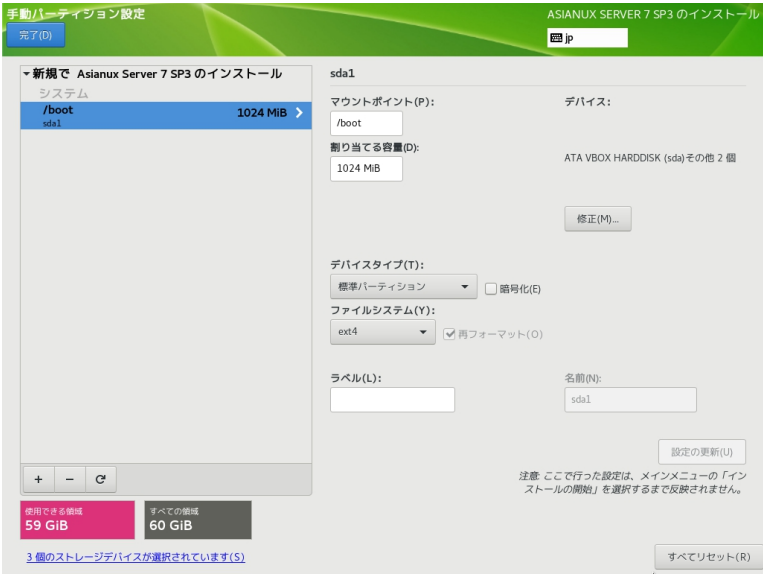 手動パーティション設定
ASIANUX SERVER 7 SP3 のインストール
完了(D)
jp
新規で Asianux Server 7 SP3 のインストール
システム
/boot
1024 MiB
sda1
sda1
マウントポイント(P):
デバイス:
/boot
割り当てる容量(D):
ATA VBOX HARDDISK (sda)その他 2 個
1024 MiB
修正(M)...
デバイスタイプ(T):
標準パーティション
暗号化(E)
ファイルシステム(Y):
ext4
再フォーマット(O)
ラベル(L):
名前(N):
sda1
設定の更新(U)
注意: ここで行った設定は、メインメニューの「イン
ストールの開始」を選択するまで反映されません。
使用できる領域
59 GiB
すべての領域
60 GiB
3 個のストレージデバイスが選択されています(S)
すべてリセット(R)